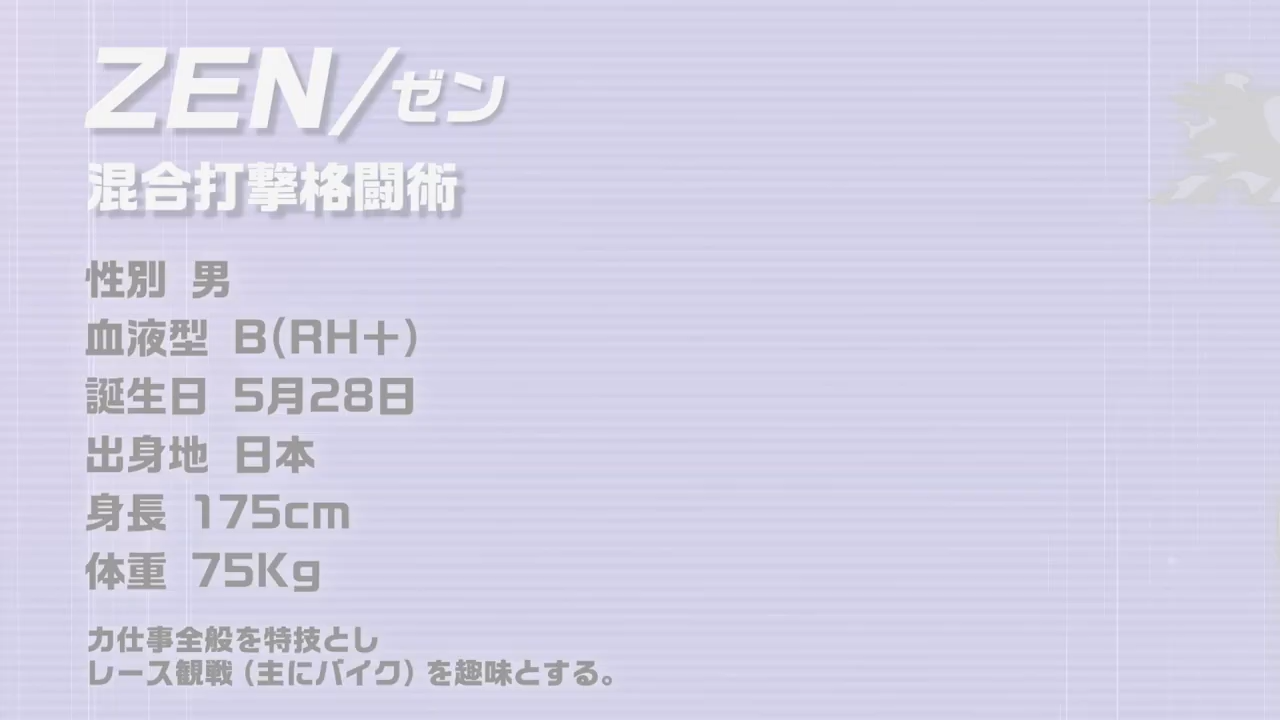 ZEN/ゼン
混合打撃格闘術
性別 男
血液型 B(RH＋)
誕生日 5月28日
出身地 日本
身長 175cm
体重 75Kg
力仕事全般を特技とし
レース観戦（主にバイク）を趣味とする。